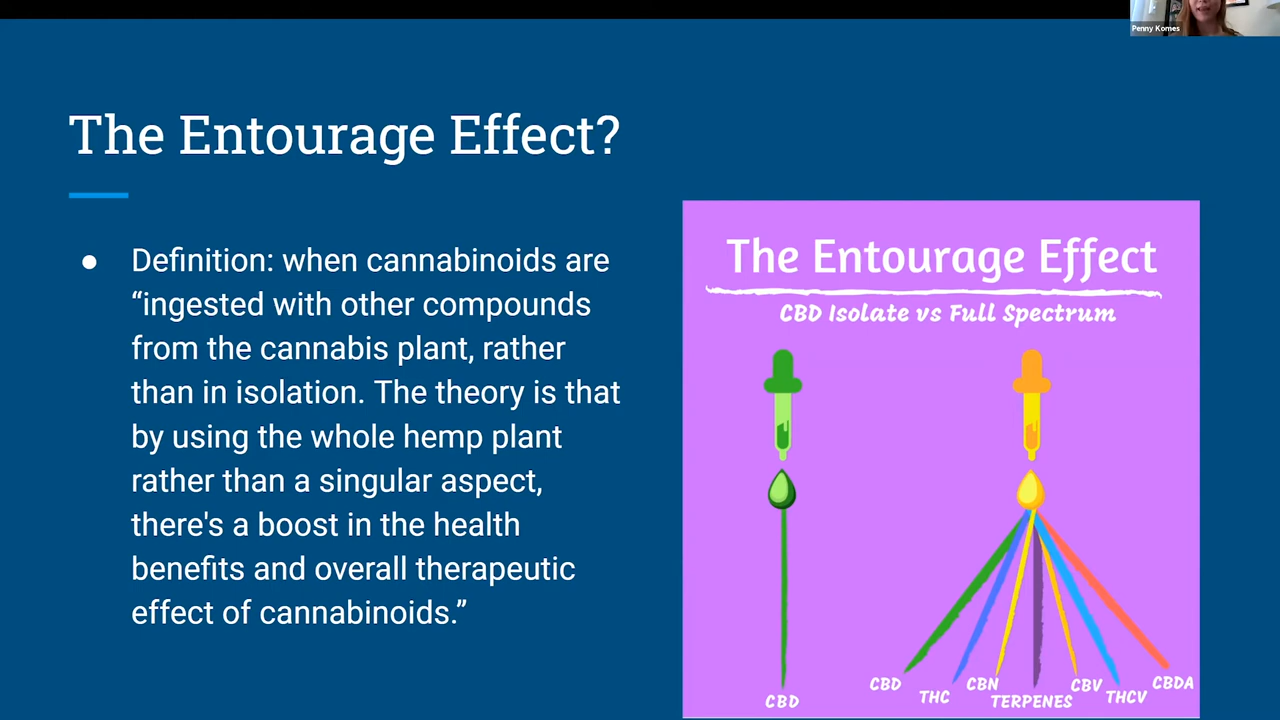 Penny Komes
The Entourage Effect?
● Definition: when cannabinoids are
“ingested with other compounds
from the cannabis plant, rather
than in isolation. The theory is that
by using the whole hemp plant
rather than a singular aspect,
there's a boost in the health
benefits and overall therapeutic
effect of cannabinoids.”
The Entourage Effect
CBD Isolate vs Full Spectrum
CBD
CBD
THC
CBN
TERPENES
CBV
THCV
CBDA